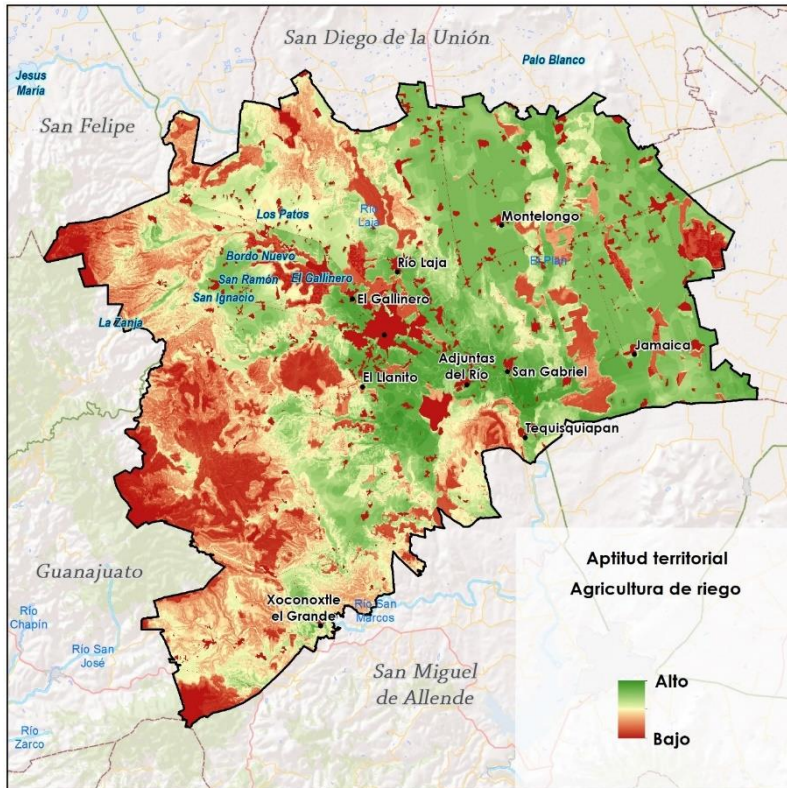 San Diego de la Unión
Palo Blanco
Jesus
María
San Felipe
Los Patos
Río
Laja
Montelongo
Bordo Nuevo
El Plan
San Ramón
El Gallinero
Río Laja
San Ignacio
El Gallinero
La Zanja
Adjuntas
del Río
San Gabriel
Jamaica
El Llanito
Tequisquiapan
Aptitud territorial
Agricultura de riego
Guanajuato
Xoconoxtle
el Grande
Río San
Marcos
Río
Chapín
Río San
José
San Miguel
de Allende
Alto
Bajo
Río
Zarco